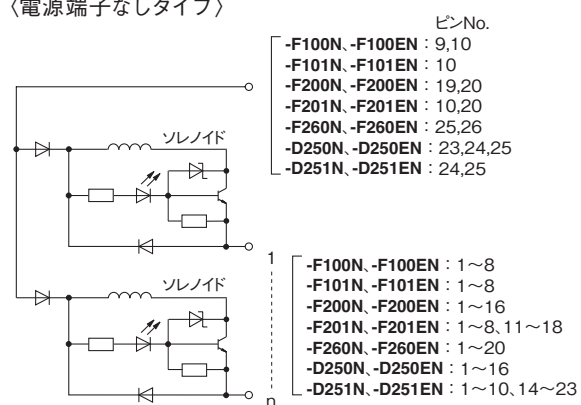 〈電源端子なしタイプ〉
ピンNo.
-F100N、-F100EN：9,10
-F101N、-F101EN：10
-F200N、-F200EN：19,20
-F201N、-F201EN：10,20
-F260N、-F260EN：25,26
-D250N、-D250EN：23,24,25
-D251N、-D251EN：24,25
ソレノイド
1
-F100N、-F100EN：1〜8
-F101N、-F101EN：1〜8
-F200N、-F200EN：1〜16
-F201N、-F201EN：1〜8、11〜18
-F260N、-F260EN：1〜20
-D250N、-D250EN：1〜16
-D251N、-D251EN：1〜10、14〜23
ソレノイド
n